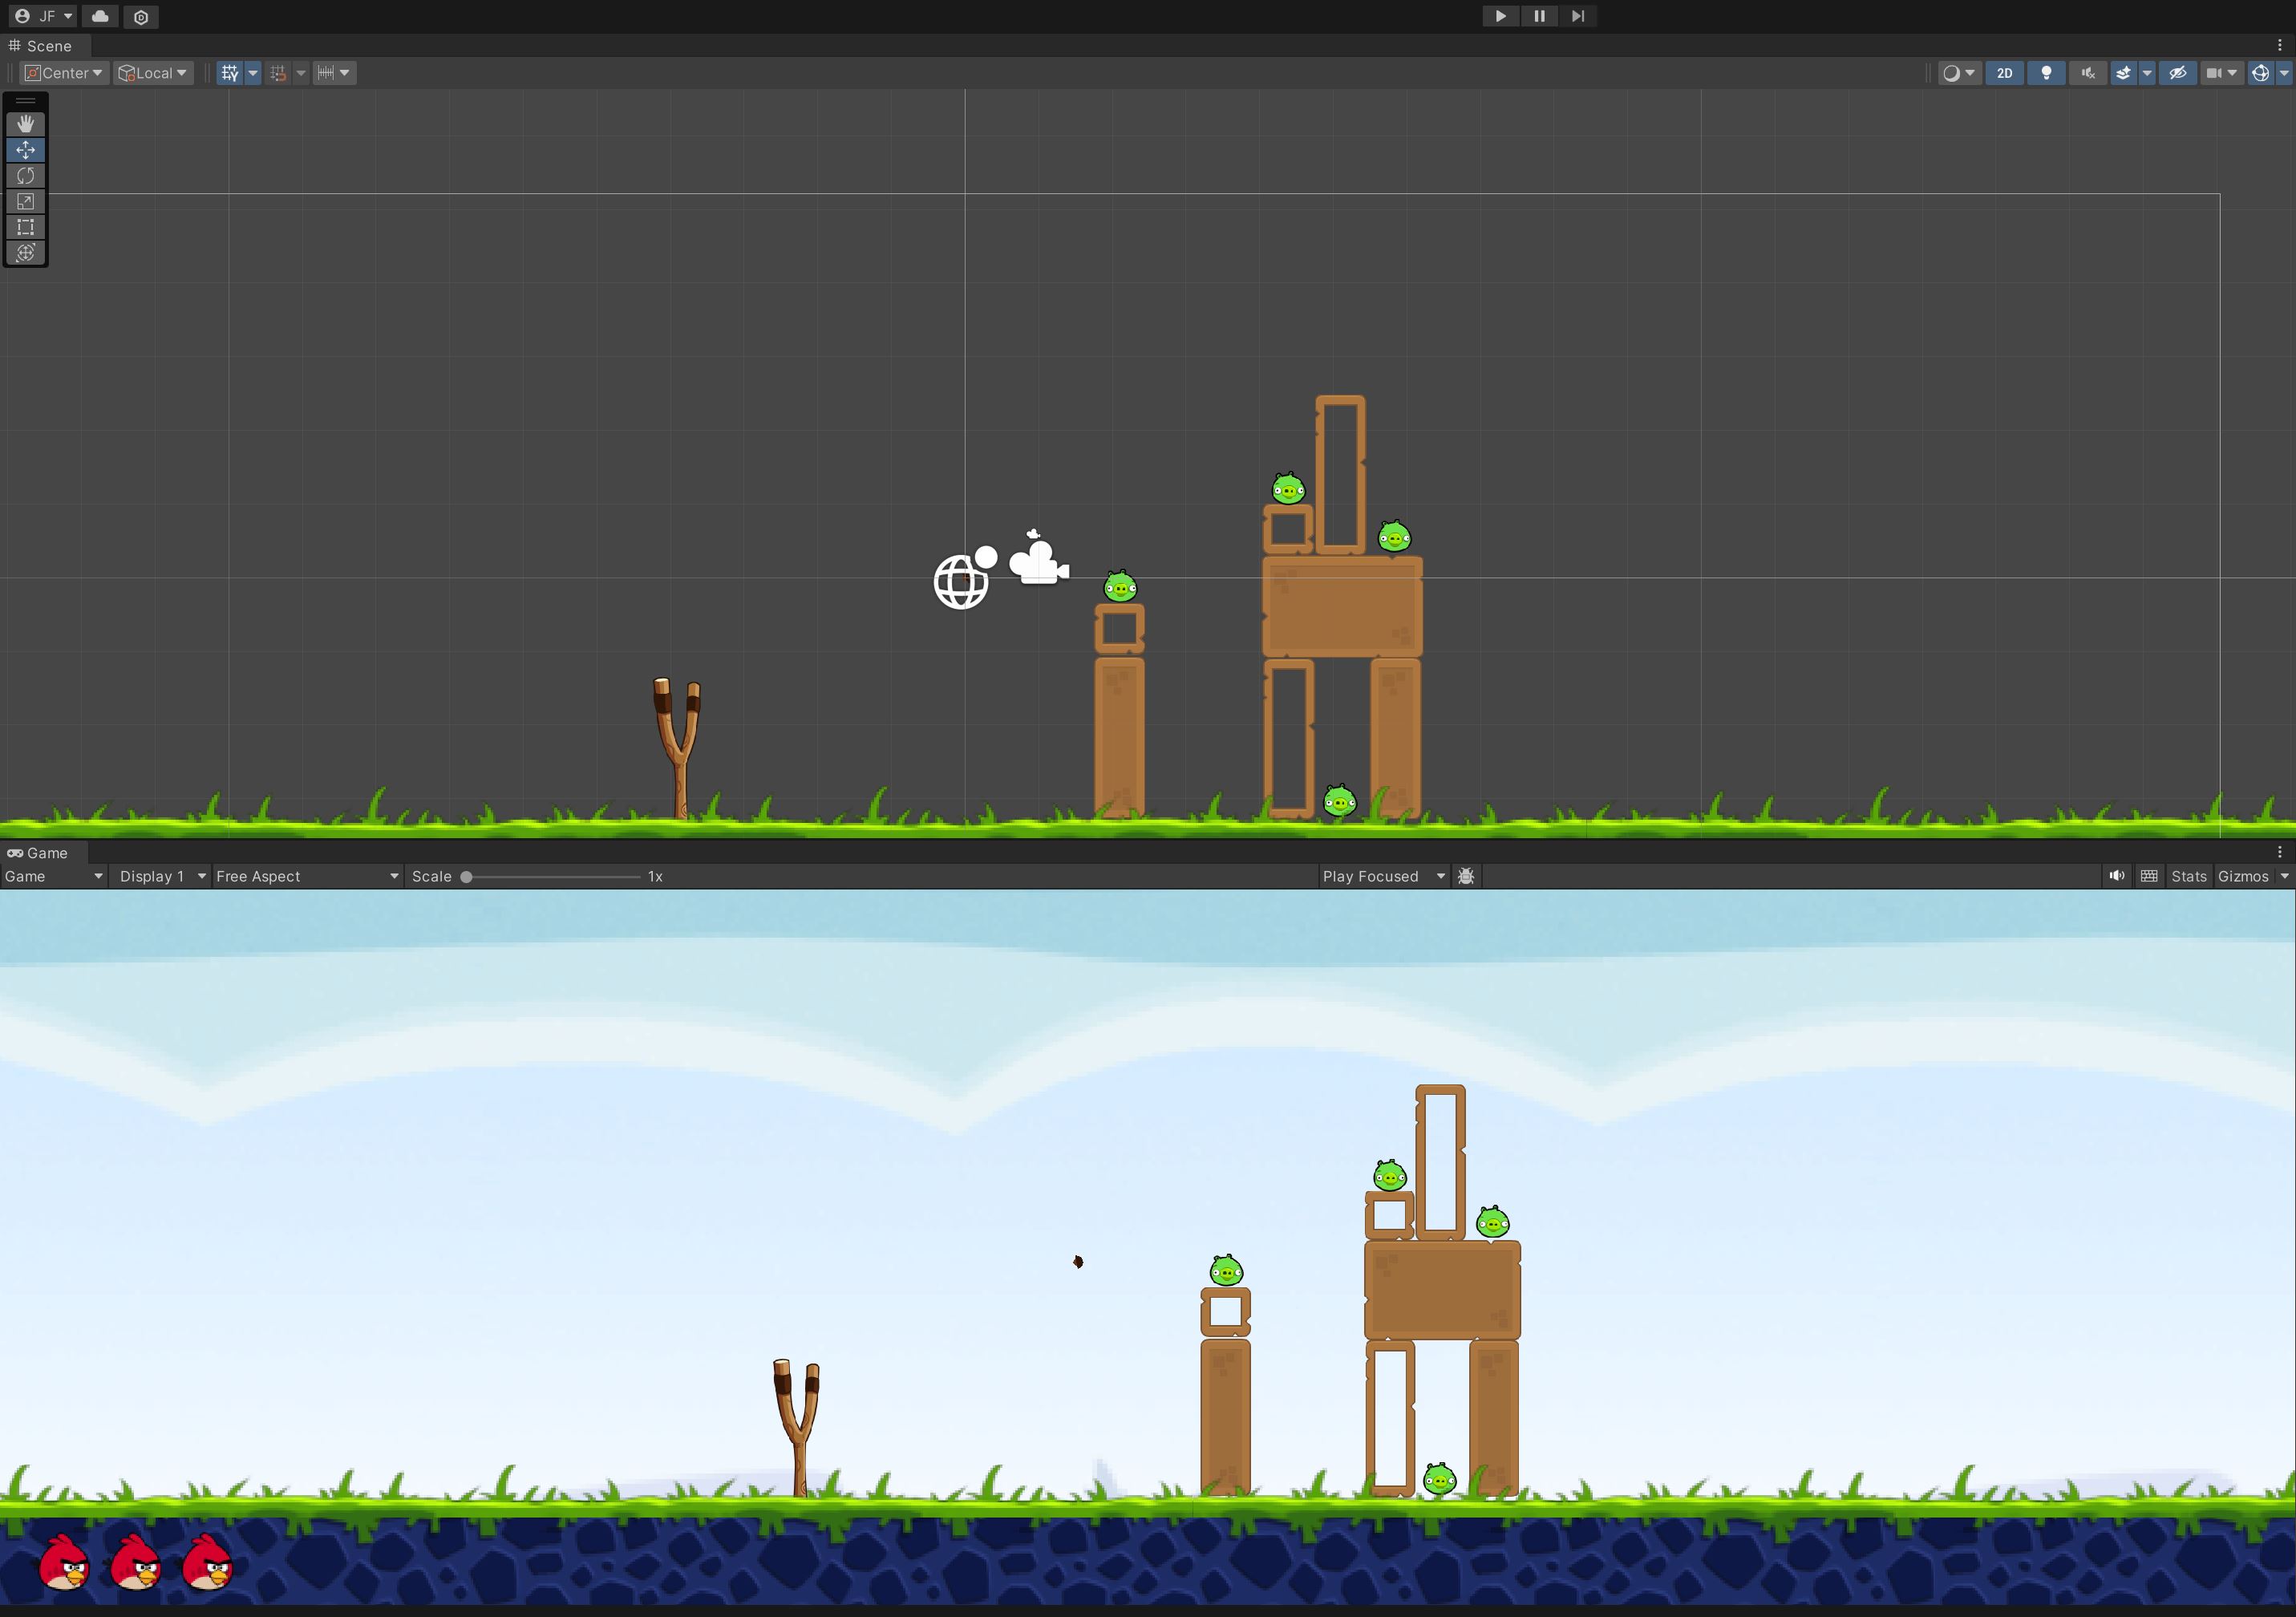 JF
Scene
Center Local 2D
Game
Game Display 1 Free Aspect Scale 1x Play Focused Stats Gizmos